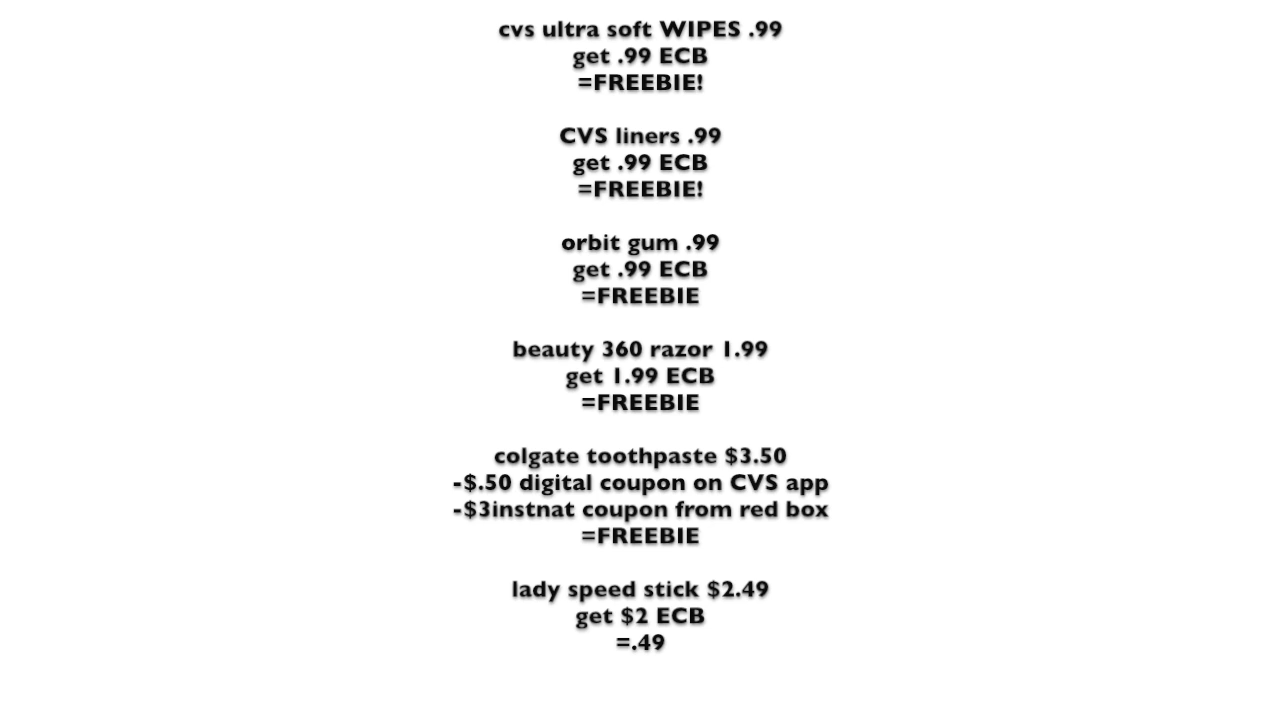 cvs ultra soft WIPES .99
get .99 ECB
=FREEBIE!
CVS liners .99
get .99 ECB
=FREEBIE!
orbit gum .99
get .99 ECB
=FREEBIE
beauty 360 razor 1.99
get 1.99 ECB
=FREEBIE
colgate toothpaste $3.50
-$.50 digital coupon on CVS app
-$3instnat coupon from red box
=FREEBIE
lady speed stick $2.49
get $2 ECB
=.49